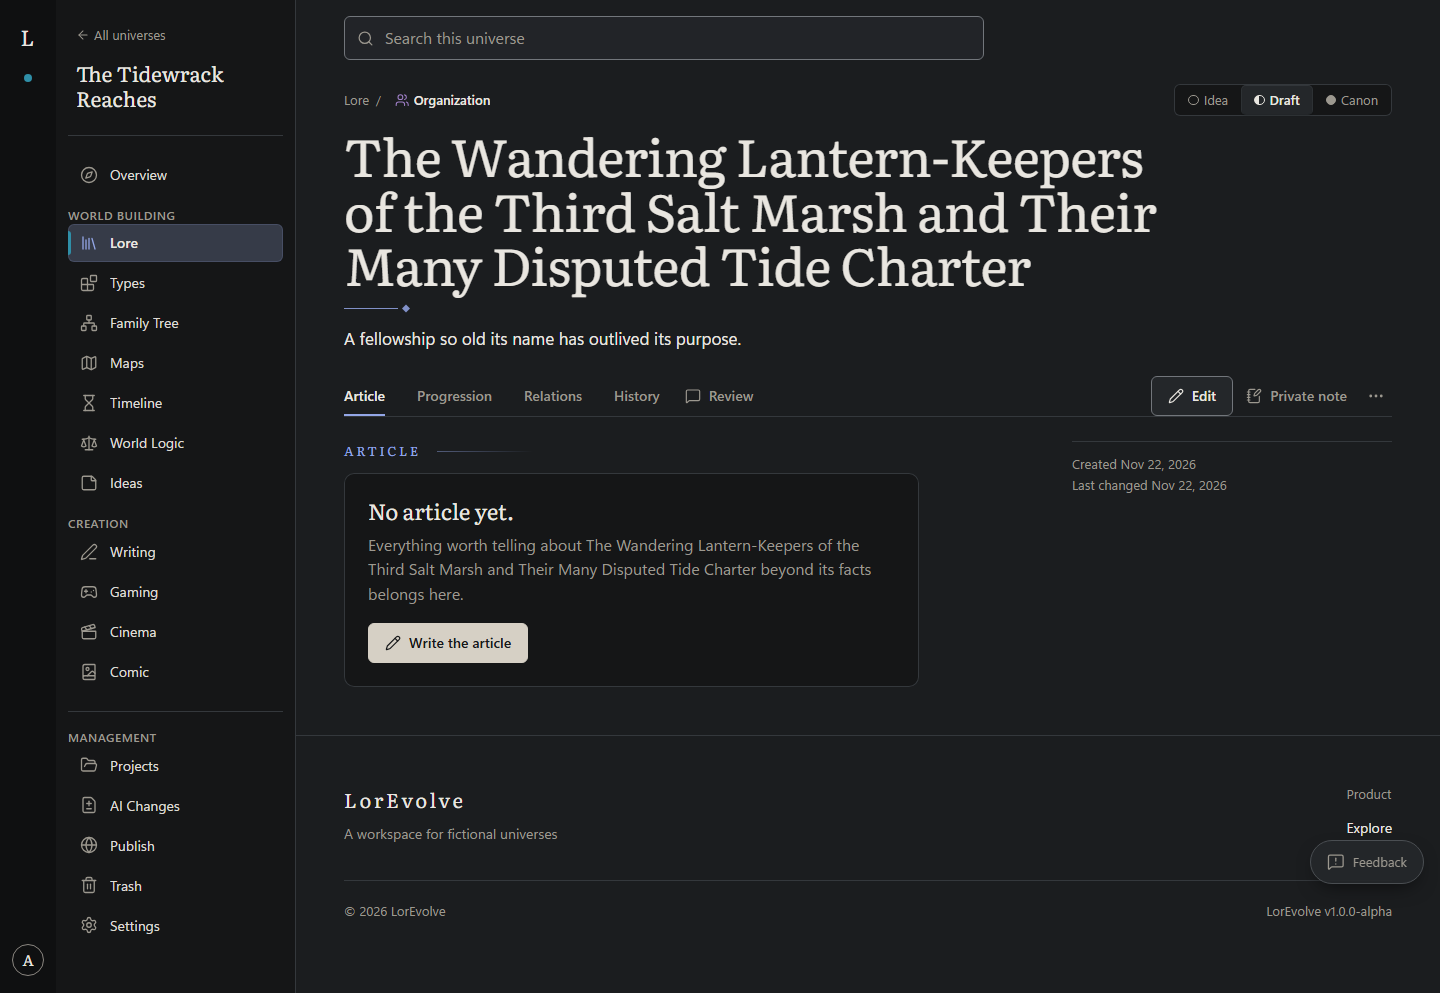 L
← All universes
The Tidewrack
Reaches
Overview
WORLD BUILDING
Lore
Types
Family Tree
Maps
Timeline
World Logic
Ideas
CREATION
Writing
Gaming
Cinema
Comic
MANAGEMENT
Projects
AI Changes
Publish
Trash
Settings
A
Search this universe
Lore / Organization
Idea Draft Canon
The Wandering Lantern-Keepers
of the Third Salt Marsh and Their
Many Disputed Tide Charter
A fellowship so old its name has outlived its purpose.
Article Progression Relations History Review
Edit Private note ···
ARTICLE
No article yet.
Everything worth telling about The Wandering Lantern-Keepers of the
Third Salt Marsh and Their Many Disputed Tide Charter beyond its facts
belongs here.
Write the article
Created Nov 22, 2026
Last changed Nov 22, 2026
LorEvolve
A workspace for fictional universes
Product
Explore
Feedback
© 2026 LorEvolve
LorEvolve v1.0.0-alpha